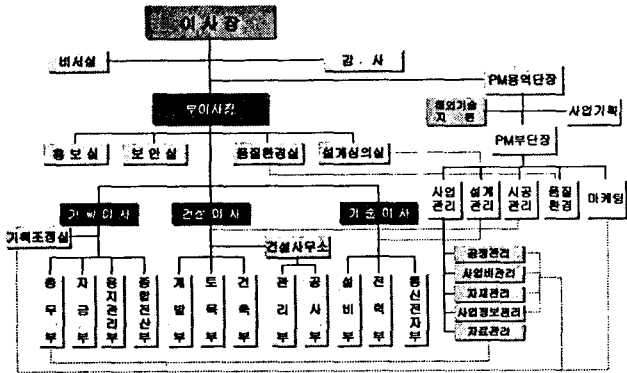 이 사 장
비서실
감 사
PM용역단장
해외기술
지 원
사업기획
부이사장
PM부단장
홍보실
보안실
품질환경실
설계심의실
사업
관리
설계
관리
시공
관리
품질
환경
마케팅
기획이사
건설이사
기술이사
기획조정실
건설사무소
공정관리
사업비관리
자재관리
사업정보관리
자료관리
총무부
자금부
용지관리부
종합전산부
개발부
토목부
건축부
관리부
공사부
설비부
전력부
통신전자부